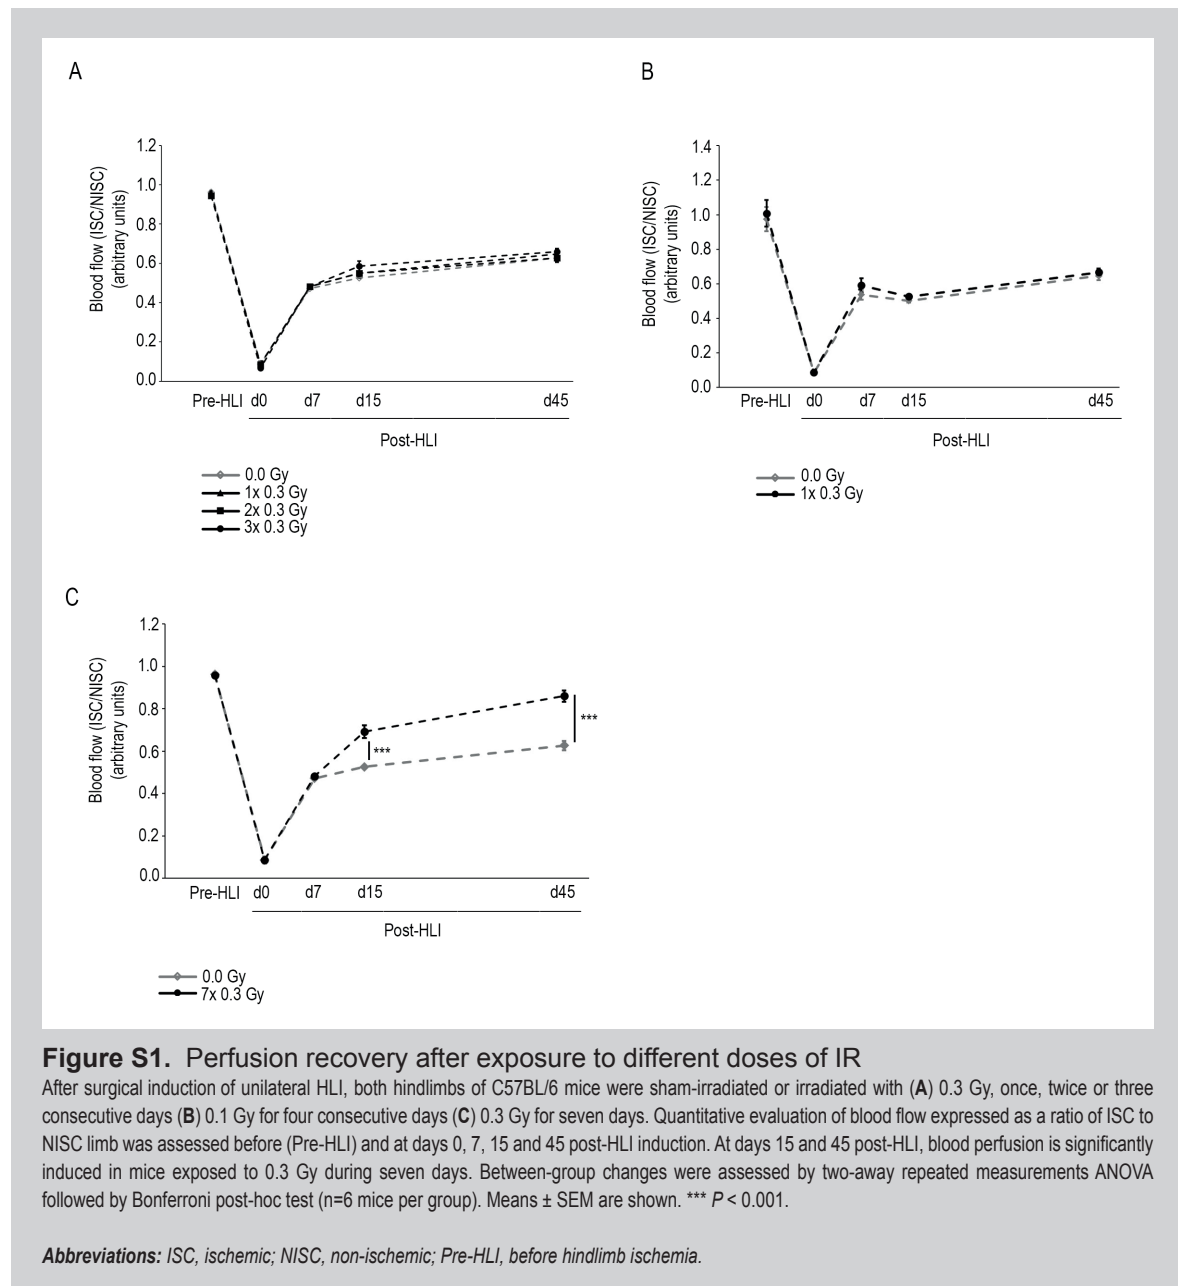 A
Blood flow (ISC/NISC)
(arbitrary units)
1.2
1.0
0.8
0.6
0.4
0.2
0.0
Pre-HLI d0 d7 d15 d45
Post-HLI
0.0 Gy
1x 0.3 Gy
2x 0.3 Gy
3x 0.3 Gy
B
Blood flow (ISC/NISC)
(arbitrary units)
1.4
1.2
1.0
0.8
0.6
0.4
0.2
0.0
Pre-HLI d0 d7 d15 d45
Post-HLI
0.0 Gy
1x 0.3 Gy
C
Blood flow (ISC/NISC)
(arbitrary units)
1.2
1.0
0.8
0.6
0.4
0.2
0.0
***
***
Pre-HLI d0 d7 d15 d45
Post-HLI
0.0 Gy
7x 0.3 Gy
Figure S1. Perfusion recovery after exposure to different doses of IR
After surgical induction of unilateral HLI, both hindlimbs of C57BL/6 mice were sham-irradiated or irradiated with (A) 0.3 Gy, once, twice or three
consecutive days (B) 0.1 Gy for four consecutive days (C) 0.3 Gy for seven days. Quantitative evaluation of blood flow expressed as a ratio of ISC to
NISC limb was assessed before (Pre-HLI) and at days 0, 7, 15 and 45 post-HLI induction. At days 15 and 45 post-HLI, blood perfusion is significantly
induced in mice exposed to 0.3 Gy during seven days. Between-group changes were assessed by two-away repeated measurements ANOVA
followed by Bonferroni post-hoc test (n=6 mice per group). Means ± SEM are shown. *** P < 0.001.
Abbreviations: ISC, ischemic; NISC, non-ischemic; Pre-HLI, before hindlimb ischemia.